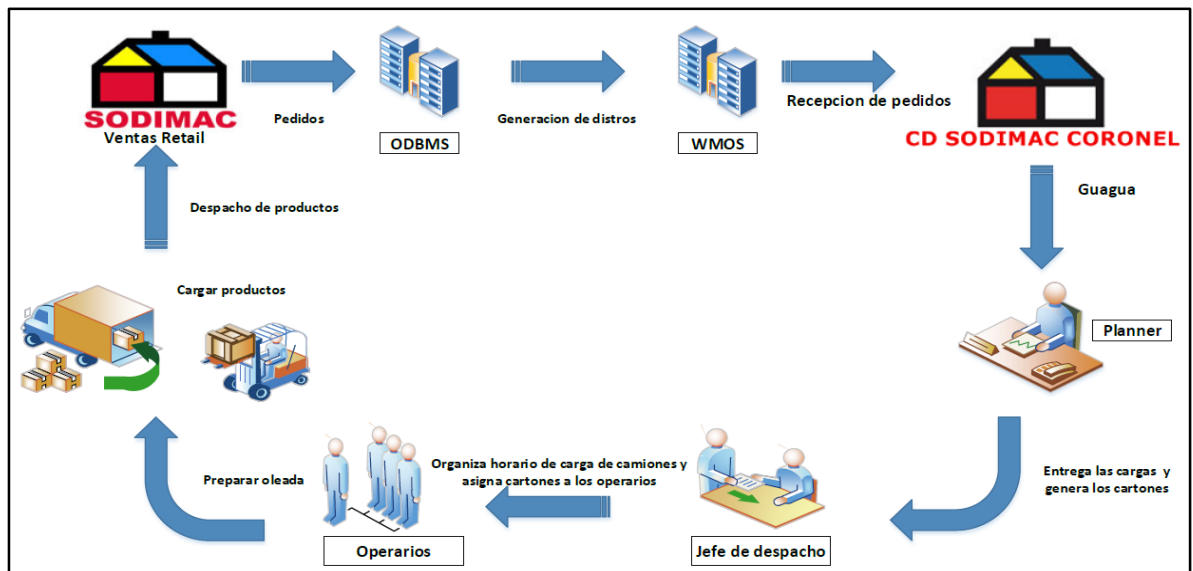 SODIMAC
Ventas Retail
Pedidos
ODBMS
Generacion de distros
WMOS
Recepcion de pedidos
CD SODIMAC CORONEL
Guagua
Planner
Entrega las cargas y
genera los cartones
Jefe de despacho
Organiza horario de carga de camiones y
asigna cartones a los operarios
Operarios
Preparar oleada
Cargar productos
Despacho de productos